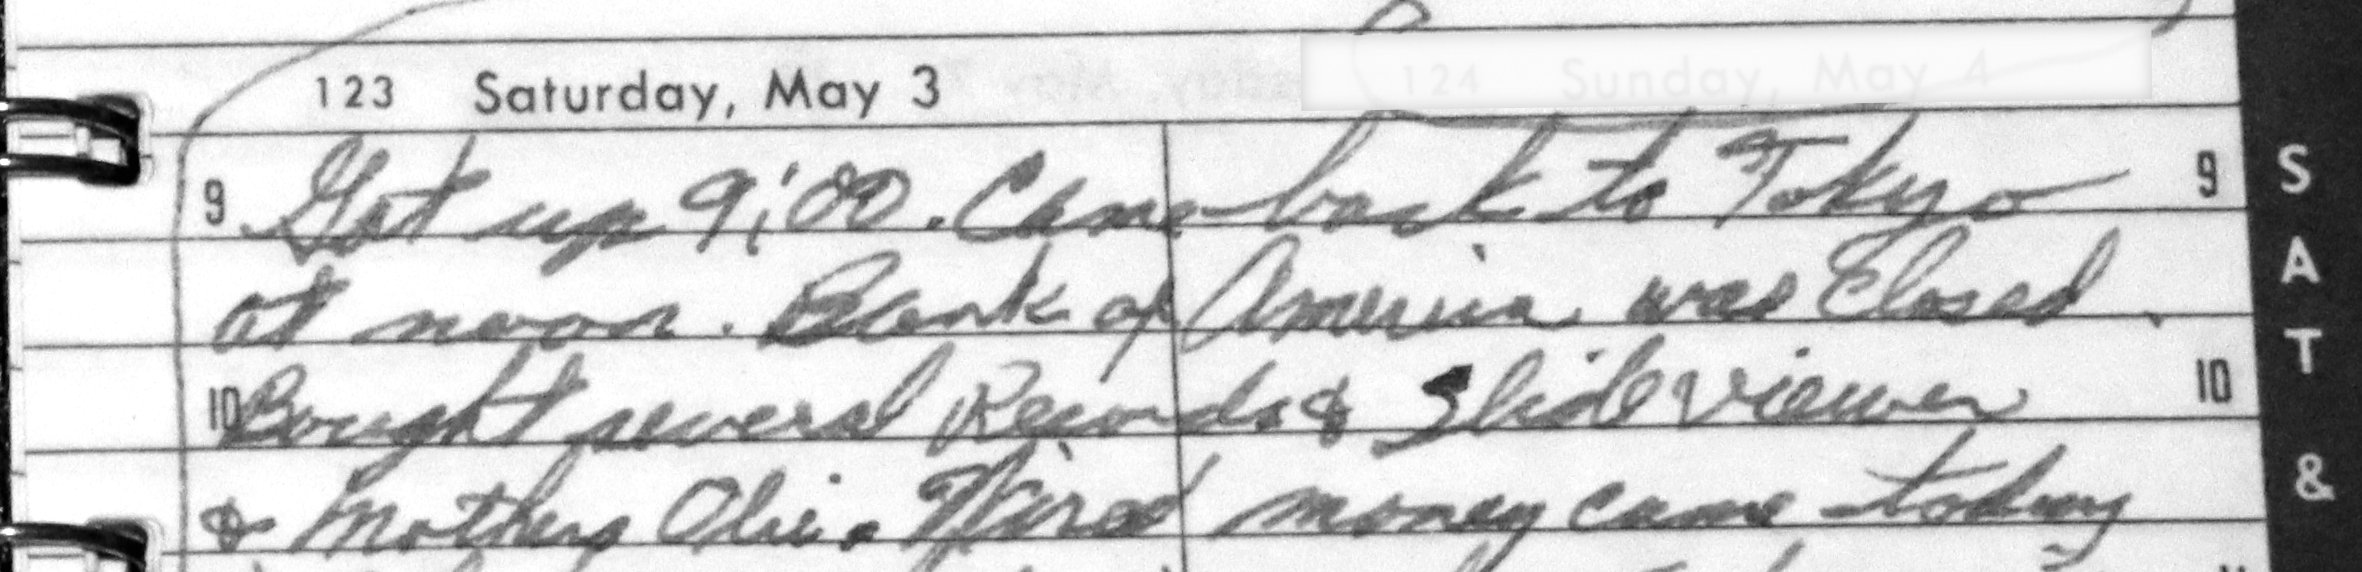 123 Saturday, May 3 124 Sunday, May 4
9 Got up 9:00. Came back to Tokyo 9
at noon. Bank of America was Closed.
10 Bought several Records & Slide viewer 10
& mothers Obi. Wired money came today
S
A
T
&